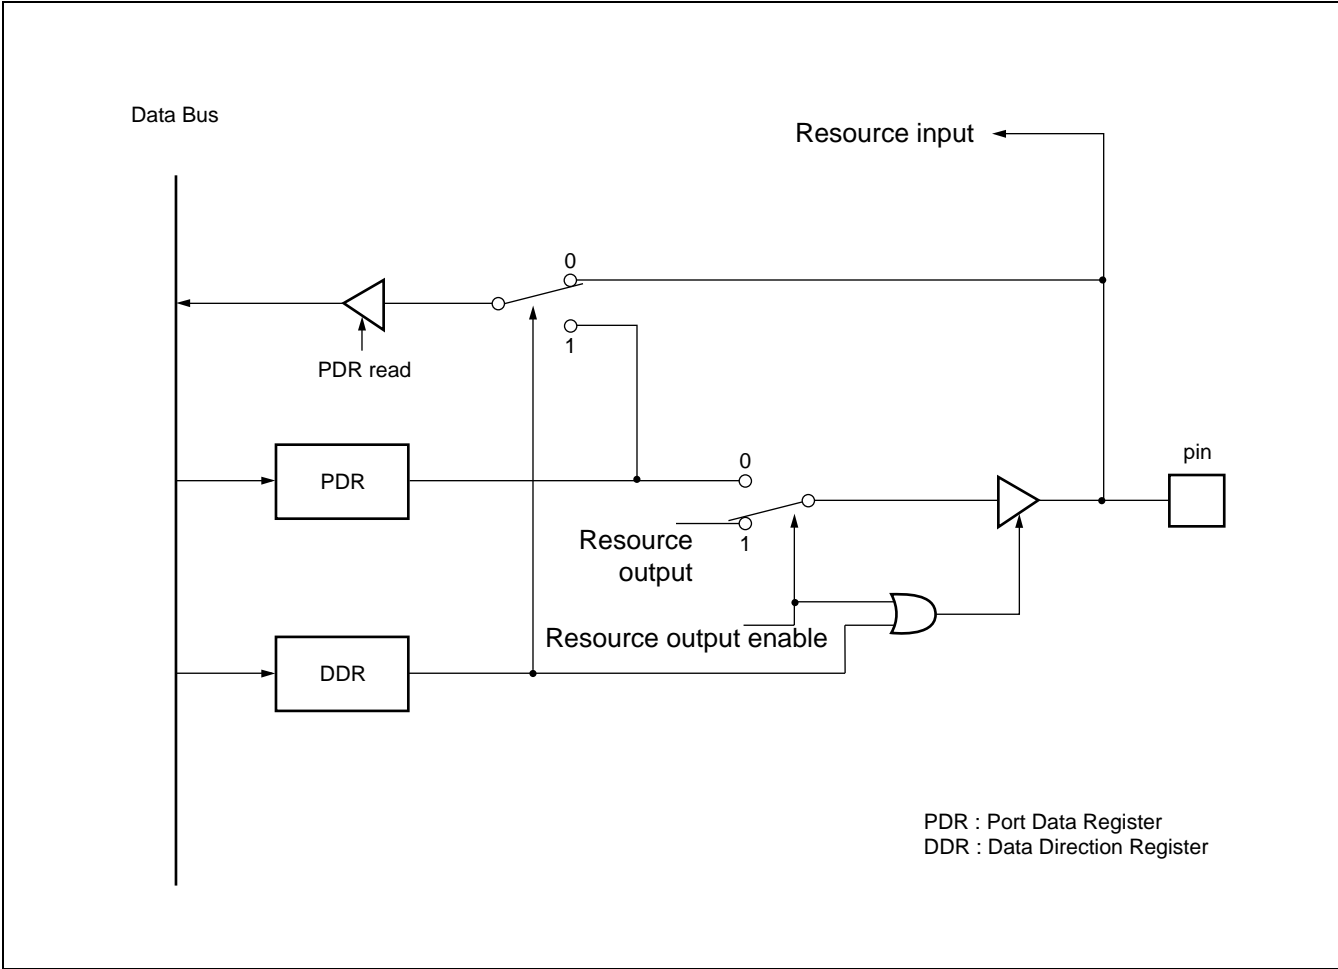 Data Bus
Resource input
0
1
PDR read
pin
0
PDR
1
Resource
output
Resource output enable
DDR
PDR : Port Data Register
DDR : Data Direction Register